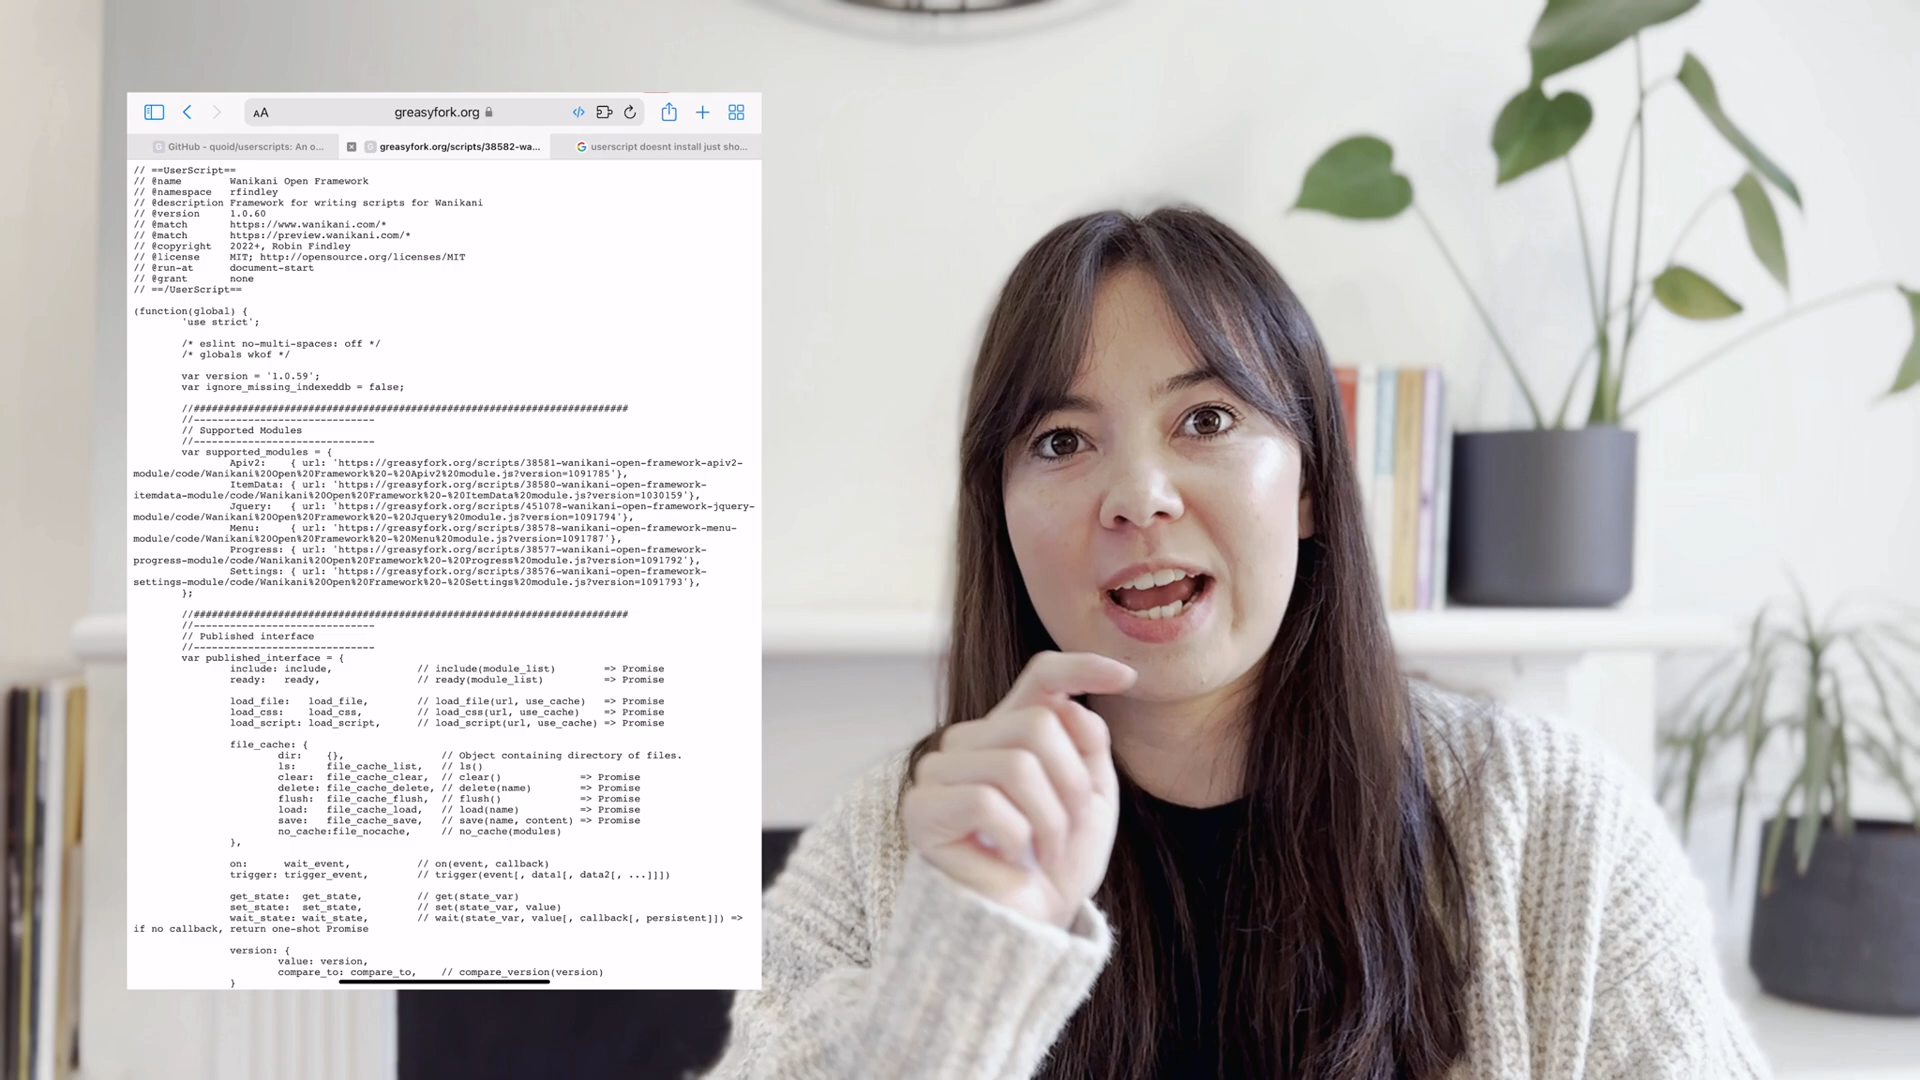 AA greasyfork.org
GitHub - quoid/userscripts: An o...
greasyfork.org/scripts/38582-wa...
userscript doesnt install just sho...
// ==UserScript==
// @name Wanikani Open Framework
// @namespace rfindley
// @description Framework for writing scripts for Wanikani
// @version 1.0.60
// @match https://www.wanikani.com/*
// @match https://preview.wanikani.com/*
// @copyright 2022+, Robin Findley
// @license MIT; http://opensource.org/licenses/MIT
// @run-at document-start
// @grant none
// ==/UserScript==
(function(global) {
'use strict';
/* eslint no-multi-spaces: off */
/* globals wkof */
var version = '1.0.59';
var ignore_missing_indexeddb = false;
//########################################################################
//------------------------------
// Supported Modules
//------------------------------
var supported_modules = {
Apiv2: { url: 'https://greasyfork.org/scripts/38581-wanikani-open-framework-apiv2-
module/code/Wanikani%20Open%20Framework%20-%20Apiv2%20module.js?version=1091785'},
ItemData: { url: 'https://greasyfork.org/scripts/38580-wanikani-open-framework-
itemdata-module/code/Wanikani%20Open%20Framework%20-%20ItemData%20module.js?version=1030159'},
Jquery: { url: 'https://greasyfork.org/scripts/451078-wanikani-open-framework-jquery-
module/code/Wanikani%20Open%20Framework%20-%20Jquery%20module.js?version=1091794'},
Menu: { url: 'https://greasyfork.org/scripts/38578-wanikani-open-framework-menu-
module/code/Wanikani%20Open%20Framework%20-%20Menu%20module.js?version=1091787'},
Progress: { url: 'https://greasyfork.org/scripts/38577-wanikani-open-framework-
progress-module/code/Wanikani%20Open%20Framework%20-%20Progress%20module.js?version=1091792'},
Settings: { url: 'https://greasyfork.org/scripts/38576-wanikani-open-framework-
settings-module/code/Wanikani%20Open%20Framework%20-%20Settings%20module.js?version=1091793'},
};
//########################################################################
//------------------------------
// Published interface
//------------------------------
var published_interface = {
include: include, // include(module_list) => Promise
ready: ready, // ready(module_list) => Promise
load_file: load_file, // load_file(url, use_cache) => Promise
load_css: load_css, // load_css(url, use_cache) => Promise
load_script: load_script, // load_script(url, use_cache) => Promise
file_cache: {
dir: {}, // Object containing directory of files.
ls: file_cache_list, // ls()
clear: file_cache_clear, // clear() => Promise
delete: file_cache_delete, // delete(name) => Promise
flush: file_cache_flush, // flush() => Promise
load: file_cache_load, // load(name) => Promise
save: file_cache_save, // save(name, content) => Promise
no_cache:file_nocache, // no_cache(modules)
},
on: wait_event, // on(event, callback)
trigger: trigger_event, // trigger(event[, data1[, data2[, ...]]])
get_state: get_state, // get(state_var)
set_state: set_state, // set(state_var, value)
wait_state: wait_state, // wait(state_var, value[, callback[, persistent]]) =>
if no callback, return one-shot Promise
version: {
value: version,
compare_to: compare_to, // compare_version(version)
}